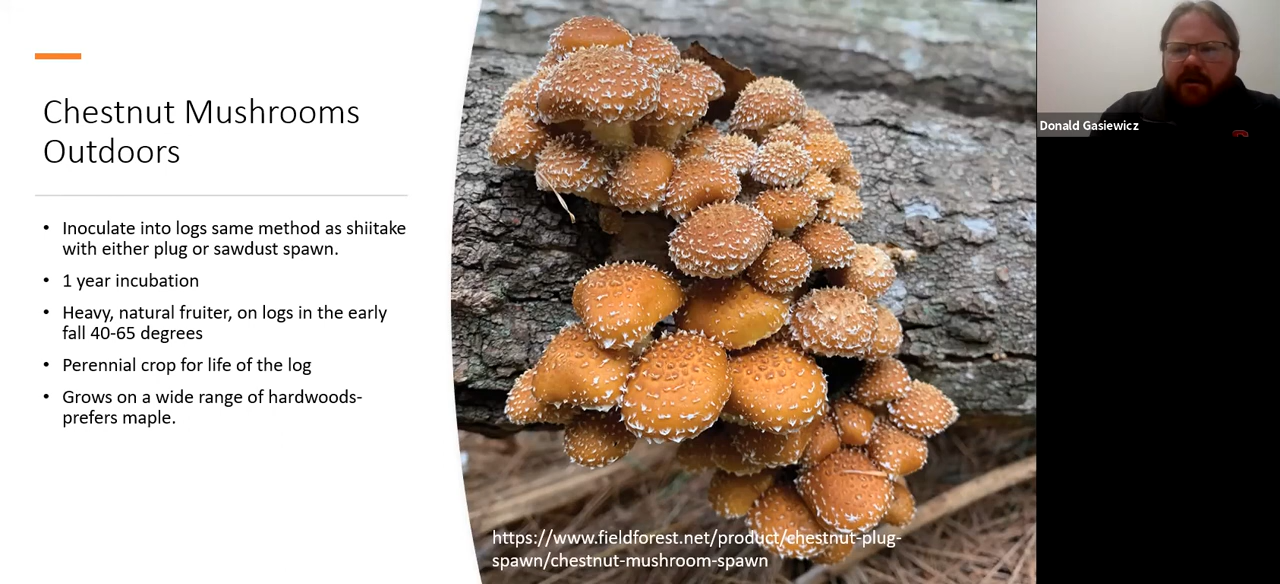 Chestnut Mushrooms
Outdoors
• Inoculate into logs same method as shiitake
with either plug or sawdust spawn.
• 1 year incubation
• Heavy, natural fruiter, on logs in the early
fall 40-65 degrees
• Perennial crop for life of the log
• Grows on a wide range of hardwoods-
prefers maple.
https://www.fieldforest.net/product/chestnut-plug-
spawn/chestnut-mushroom-spawn
Donald Gasiewicz